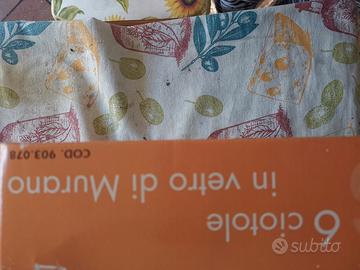 6 ciotole
in vetro di Murano
COD. 903.078
subito